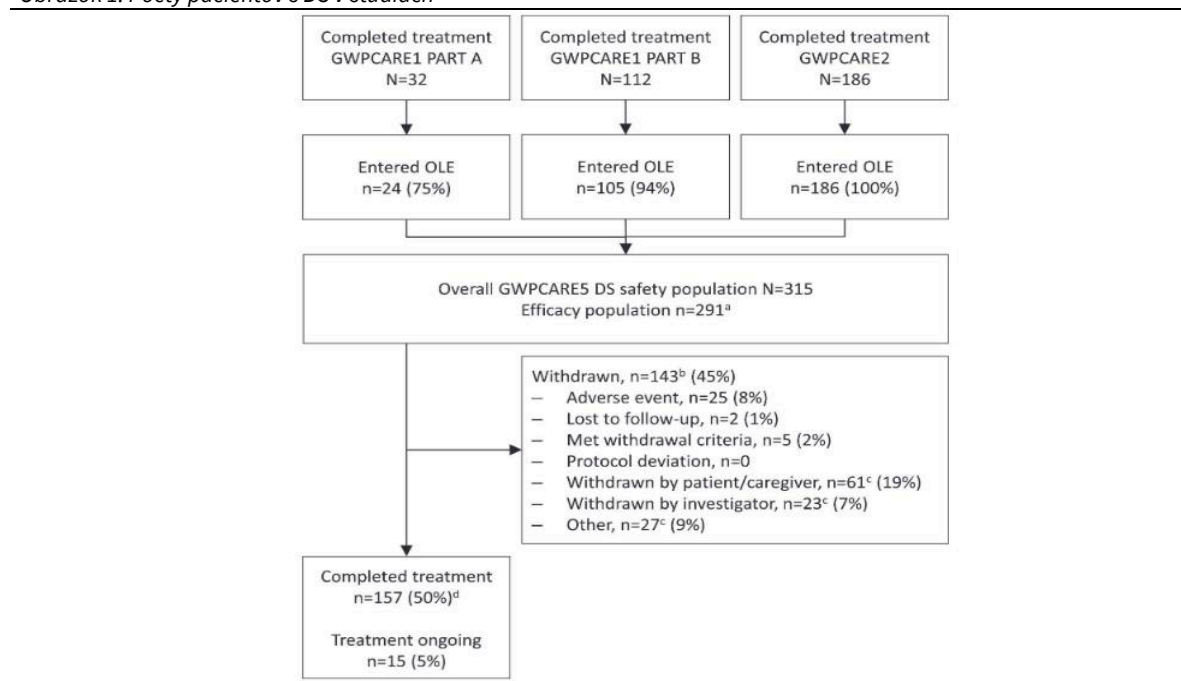 Completed treatment
GWPCARE1 PART A
N=32
Completed treatment
GWPCARE1 PART B
N=112
Completed treatment
GWPCARE2
N=186
Entered OLE
n=24 (75%)
Entered OLE
n=105 (94%)
Entered OLE
n=186 (100%)
Overall GWPCARE5 DS safety population N=315
Efficacy population n=291ᵃ
Withdrawn, n=143ᵇ (45%)
– Adverse event, n=25 (8%)
– Lost to follow-up, n=2 (1%)
– Met withdrawal criteria, n=5 (2%)
– Protocol deviation, n=0
– Withdrawn by patient/caregiver, n=61ᶜ (19%)
– Withdrawn by investigator, n=23ᶜ (7%)
– Other, n=27ᶜ (9%)
Completed treatment
n=157 (50%)ᵈ
Treatment ongoing
n=15 (5%)